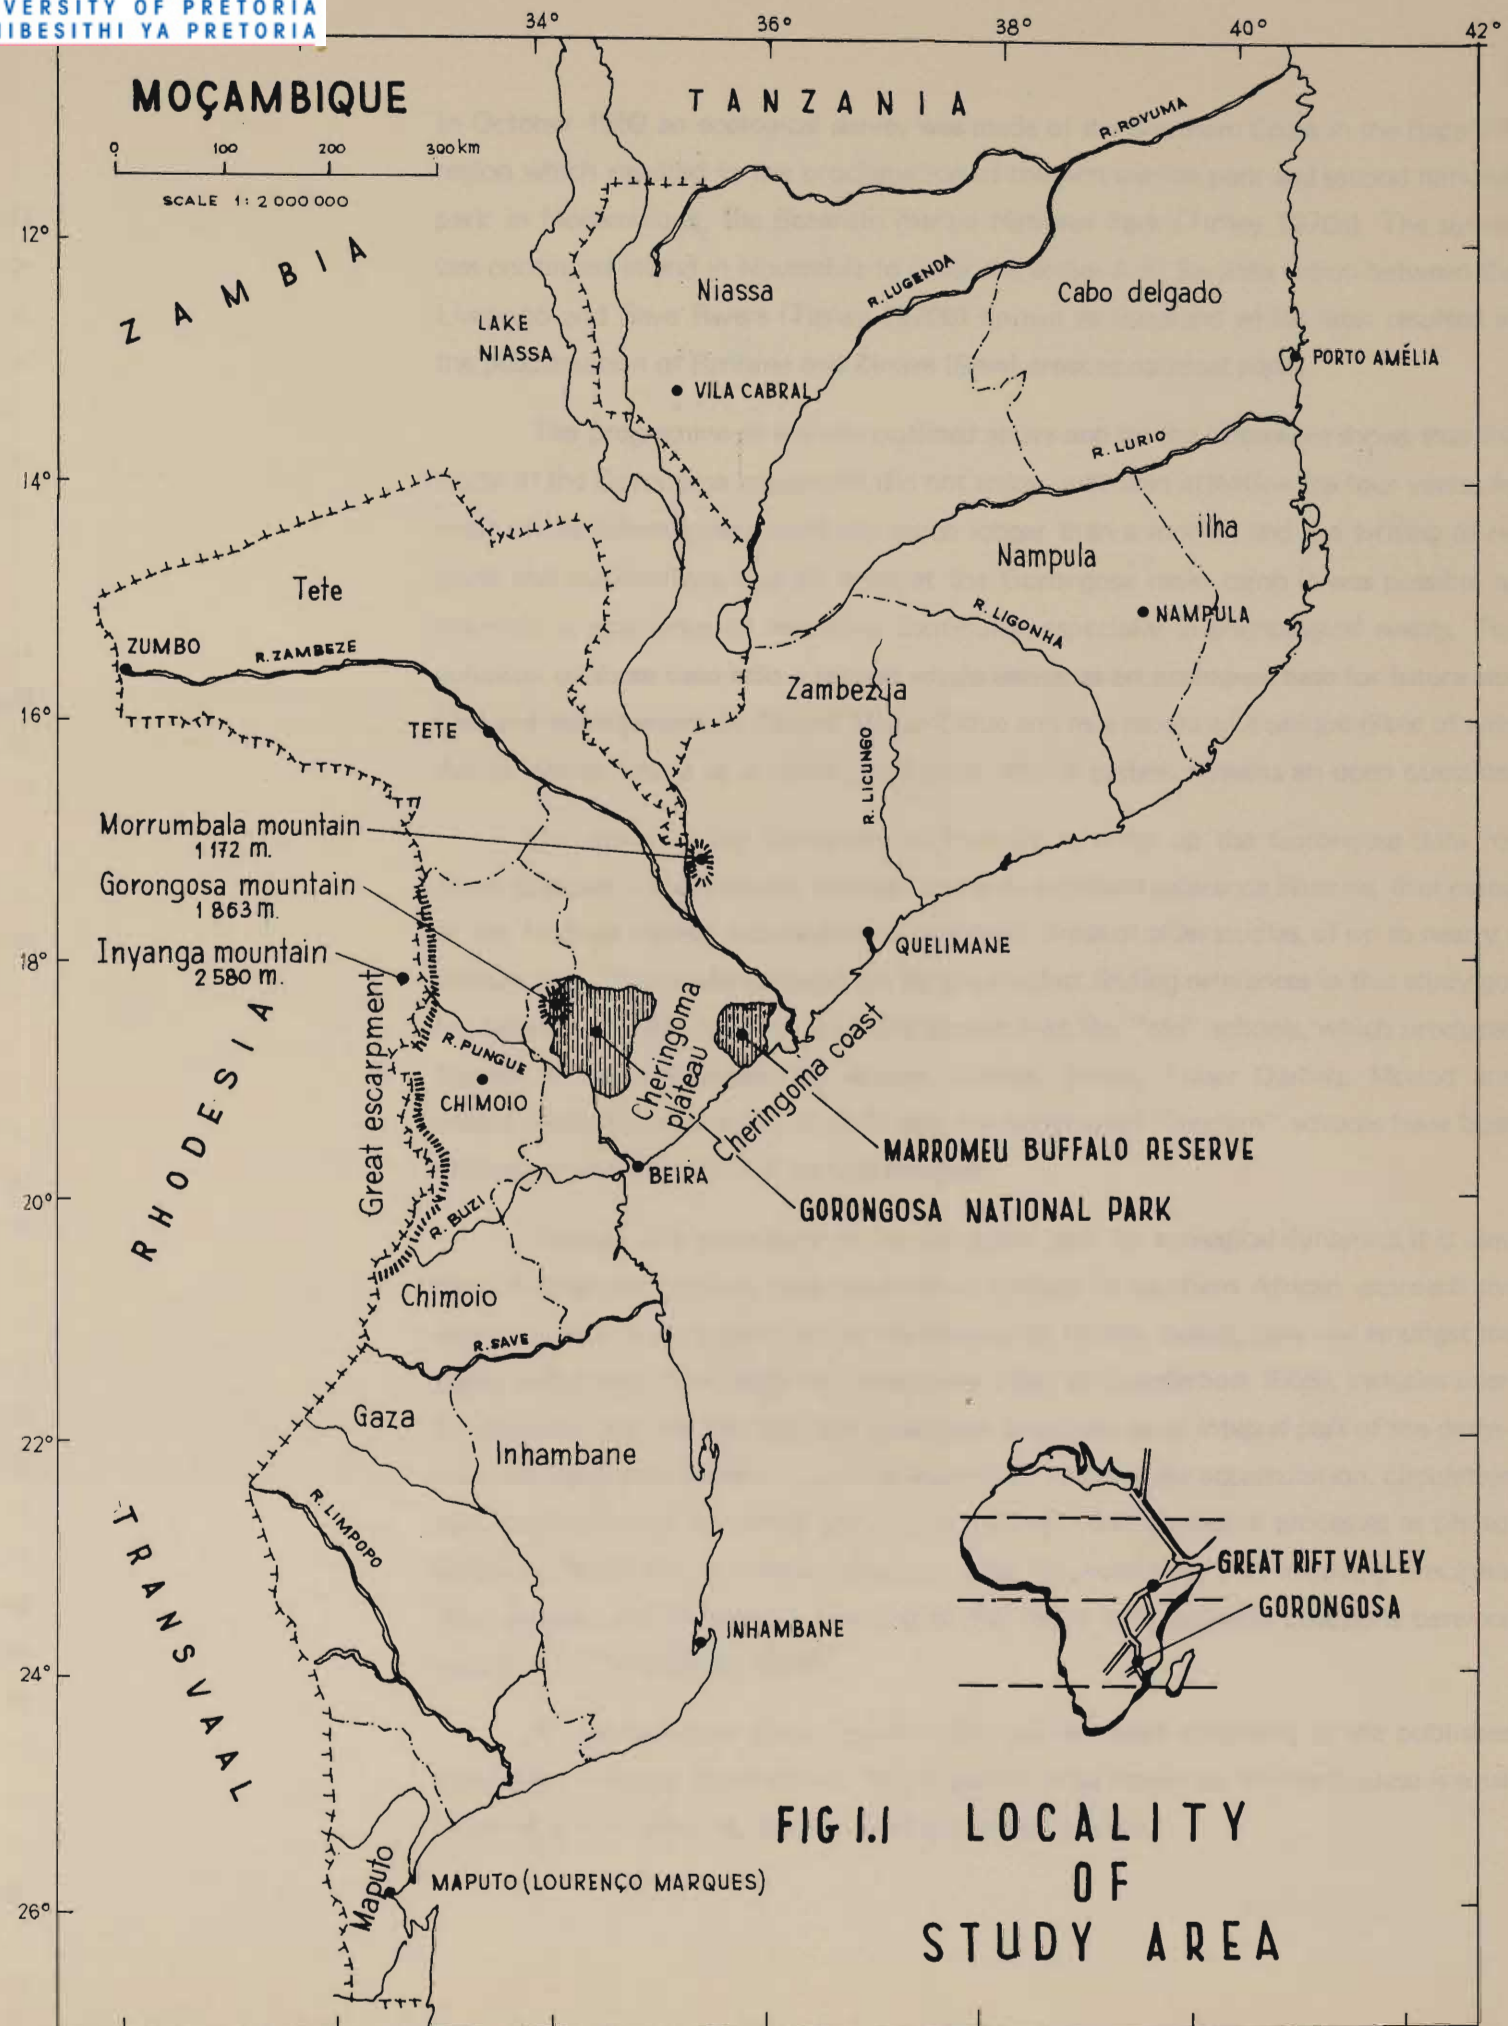 VERSITY OF PRETORIA
IBESITHI YA PRETORIA
34° 36° 38° 40° 42°
MOÇAMBIQUE
TANZANIA
R. ROVUMA
0 100 200 300 km
SCALE 1: 2 000 000
12°
ZAMBIA
Niassa
R. LUGENDA
Cabo delgado
LAKE
NIASSA
PORTO AMÉLIA
VILA CABRAL
R. LURIO
14°
ilha
Nampula
Tete
R. LIGONHA
NAMPULA
ZUMBO
R. ZAMBEZE
Zambezia
16°
TETE
R. LICUNGO
Morrumbala mountain
1 172 m.
Gorongosa mountain
1 863 m.
Inyanga mountain
2 580 m.
QUELIMANE
18°
Great escarpment
R. PUNGUE
Cheringoma
pláteau
Cheringoma coast
CHIMOIO
RHODESIA
MARROMEU BUFFALO RESERVE
BEIRA
20°
R. BUZI
GORONGOSA NATIONAL PARK
Chimoio
R. SAVE
Gaza
22°
Inhambane
R. LIMPOPO
TRANSVAAL
GREAT RIFT VALLEY
GORONGOSA
INHAMBANE
24°
FIG 1.1 LOCALITY
OF
STUDY AREA
Maputo
MAPUTO (LOURENÇO MARQUES)
26°